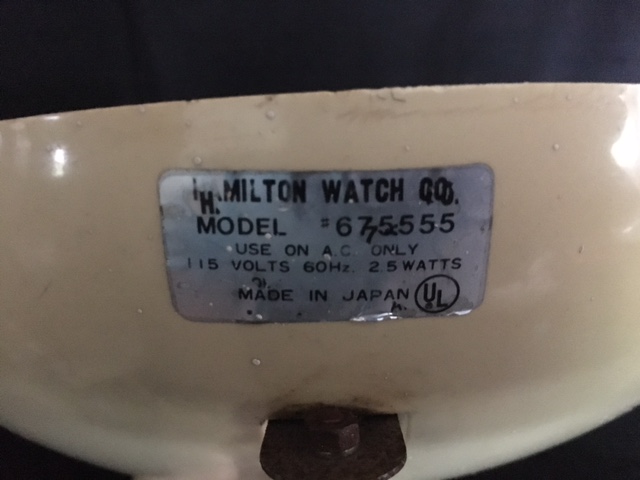 HAMILTON WATCH CO.
MODEL #675555
USE ON A.C. ONLY
115 VOLTS 60Hz. 2.5 WATTS
MADE IN JAPAN UL